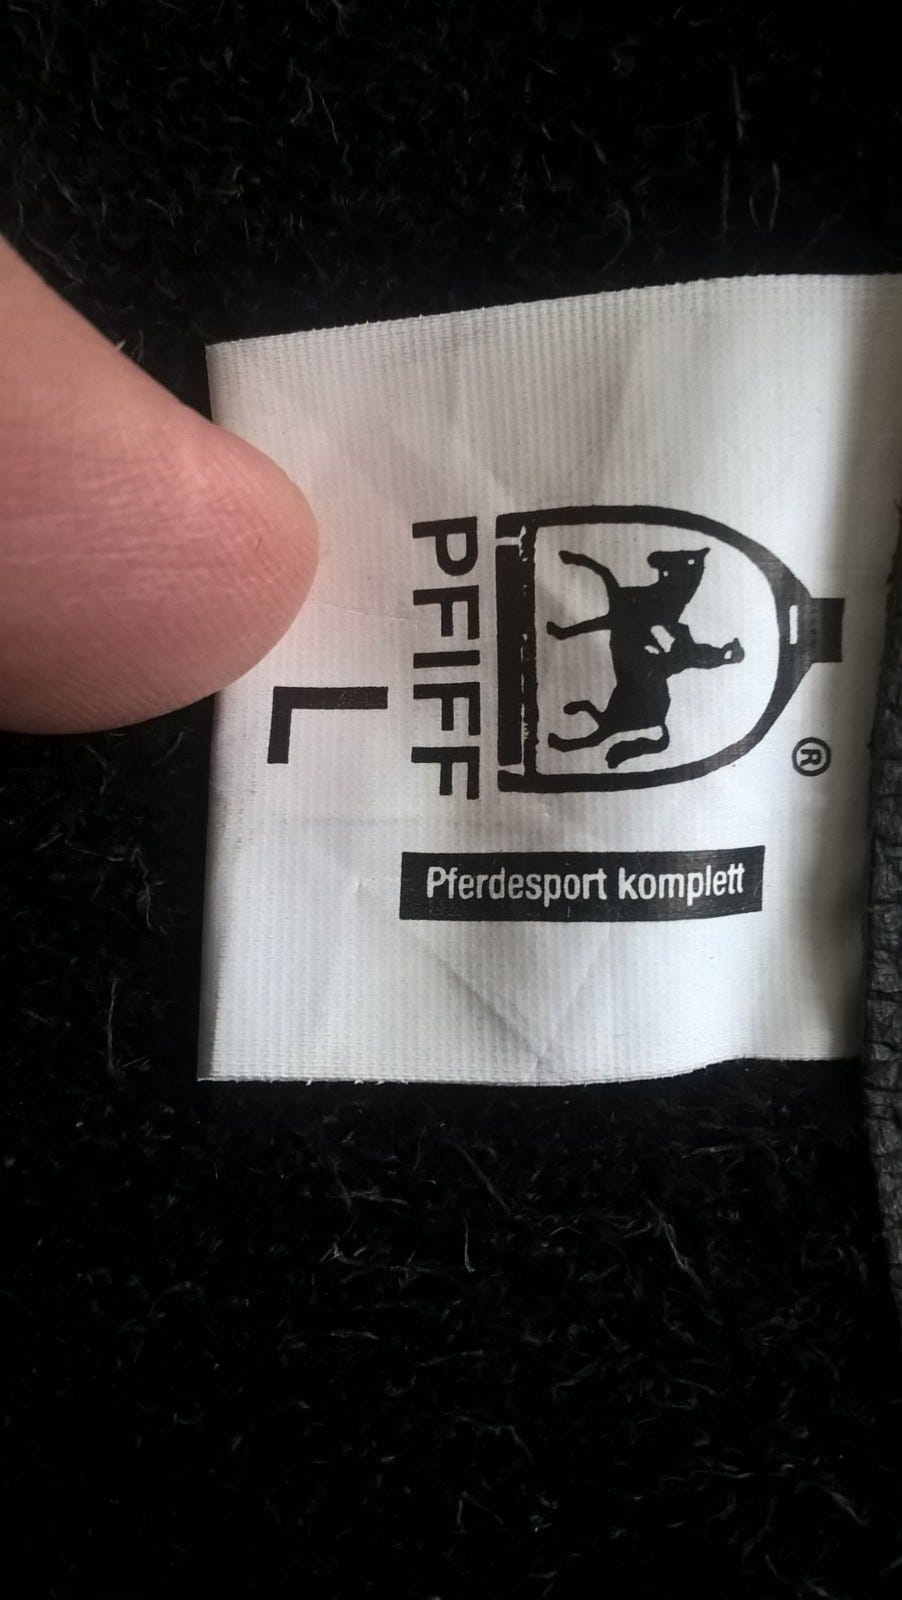 ®
PFIFF
L
Pferdesport komplett